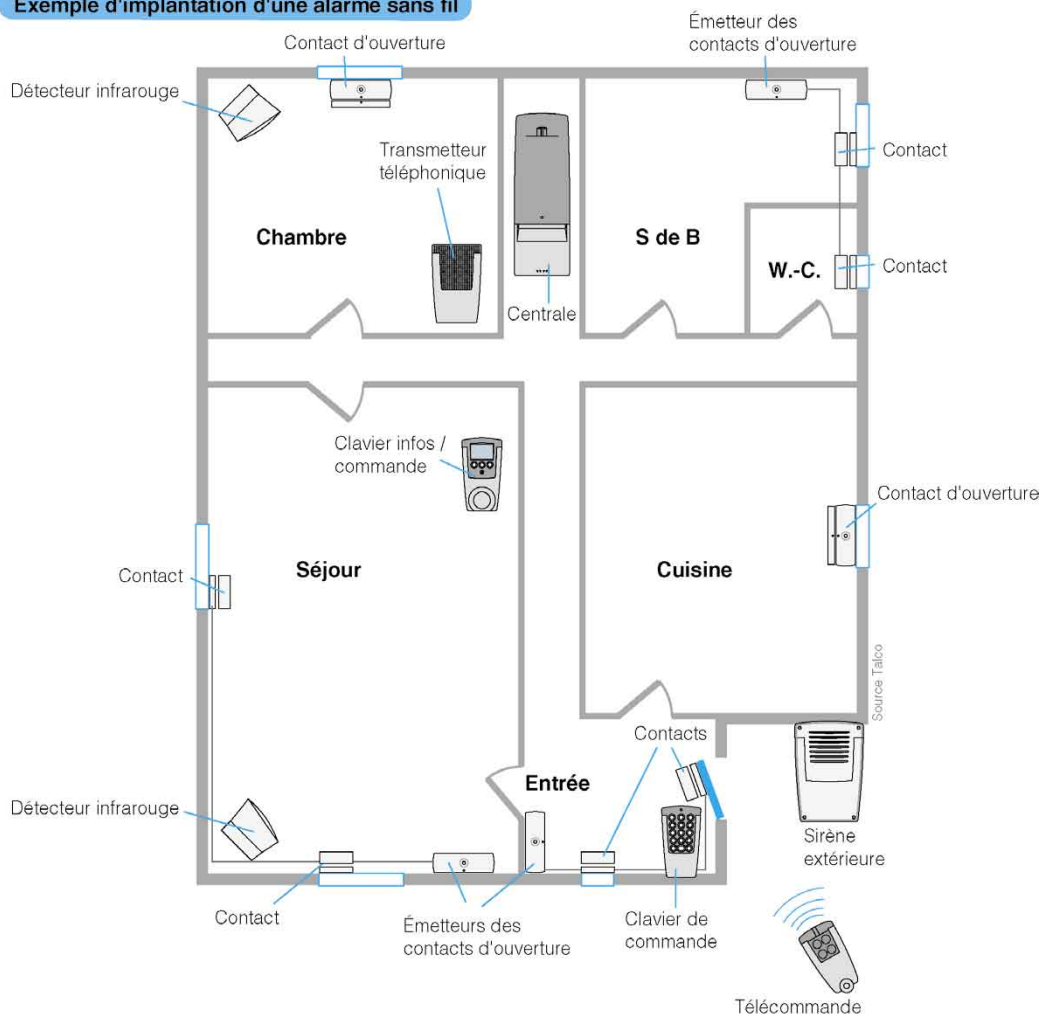 Exemple d'implantation d'une alarme sans fil
Émetteur des
contacts d'ouverture
Contact d'ouverture
Détecteur infrarouge
Transmetteur
téléphonique
Contact
Chambre
S de B
W.-C.
Contact
Centrale
Clavier infos /
commande
Contact d'ouverture
Contact
Séjour
Cuisine
Source Talco
Contacts
Entrée
Détecteur infrarouge
Sirène
extérieure
Contact
Émetteurs des
contacts d'ouverture
Clavier de
commande
Télécommande